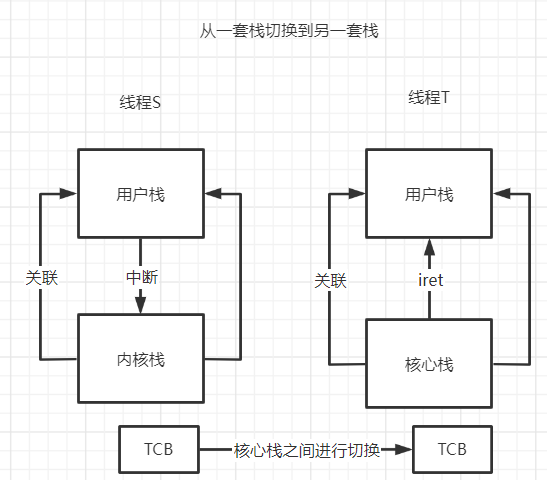 从一套栈切换到另一套栈
线程S
线程T
用户栈
用户栈
关联
中断
关联
iret
内核栈
核心栈
TCB
核心栈之间进行切换
TCB